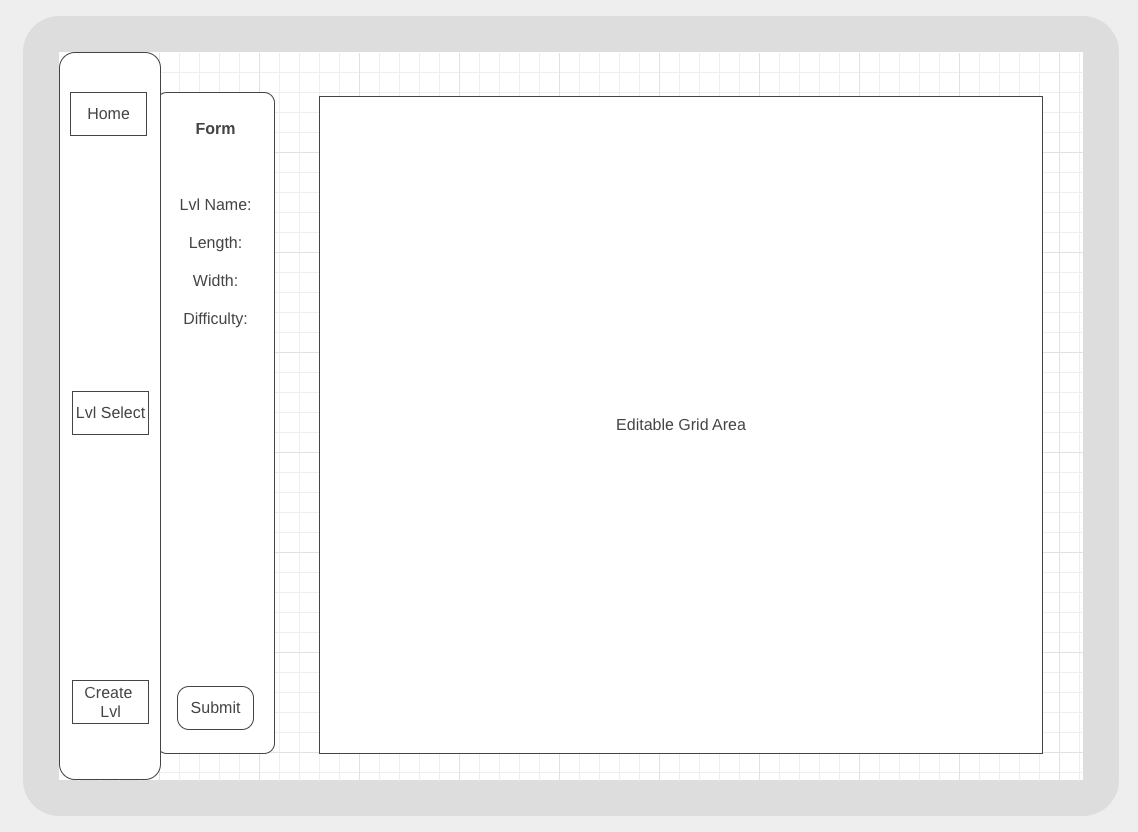 Home
Form
Lvl Name:
Length:
Width:
Difficulty:
Lvl Select
Editable Grid Area
Create
Lvl
Submit